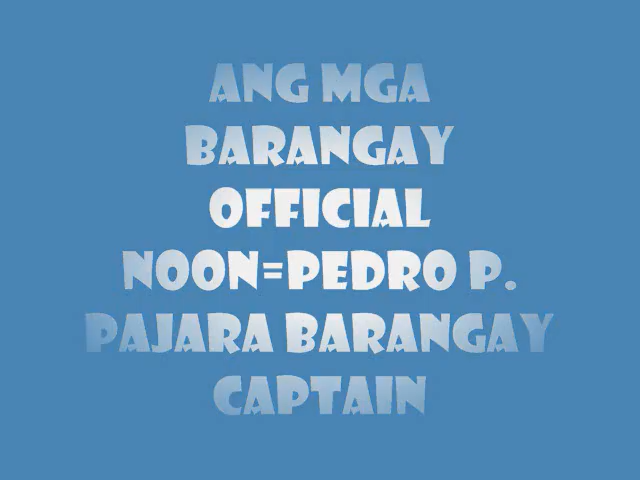 ANG MGA
BARANGAY
OFFICIAL
NOON=PEDRO P.
PAJARA BARANGAY
CAPTAIN